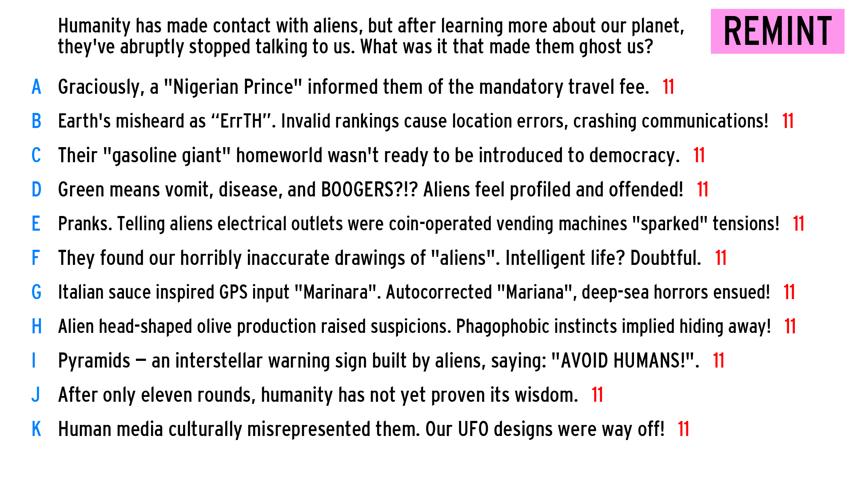 Humanity has made contact with aliens, but after learning more about our planet,
they've abruptly stopped talking to us. What was it that made them ghost us?
REMINT
A Graciously, a "Nigerian Prince" informed them of the mandatory travel fee. 11
B Earth's misheard as “ErrTH”. Invalid rankings cause location errors, crashing communications! 11
C Their "gasoline giant" homeworld wasn't ready to be introduced to democracy. 11
D Green means vomit, disease, and BOOGERS?!? Aliens feel profiled and offended! 11
E Pranks. Telling aliens electrical outlets were coin-operated vending machines "sparked" tensions! 11
F They found our horribly inaccurate drawings of "aliens". Intelligent life? Doubtful. 11
G Italian sauce inspired GPS input "Marinara". Autocorrected "Mariana", deep-sea horrors ensued! 11
H Alien head-shaped olive production raised suspicions. Phagophobic instincts implied hiding away! 11
I Pyramids – an interstellar warning sign built by aliens, saying: "AVOID HUMANS!". 11
J After only eleven rounds, humanity has not yet proven its wisdom. 11
K Human media culturally misrepresented them. Our UFO designs were way off! 11